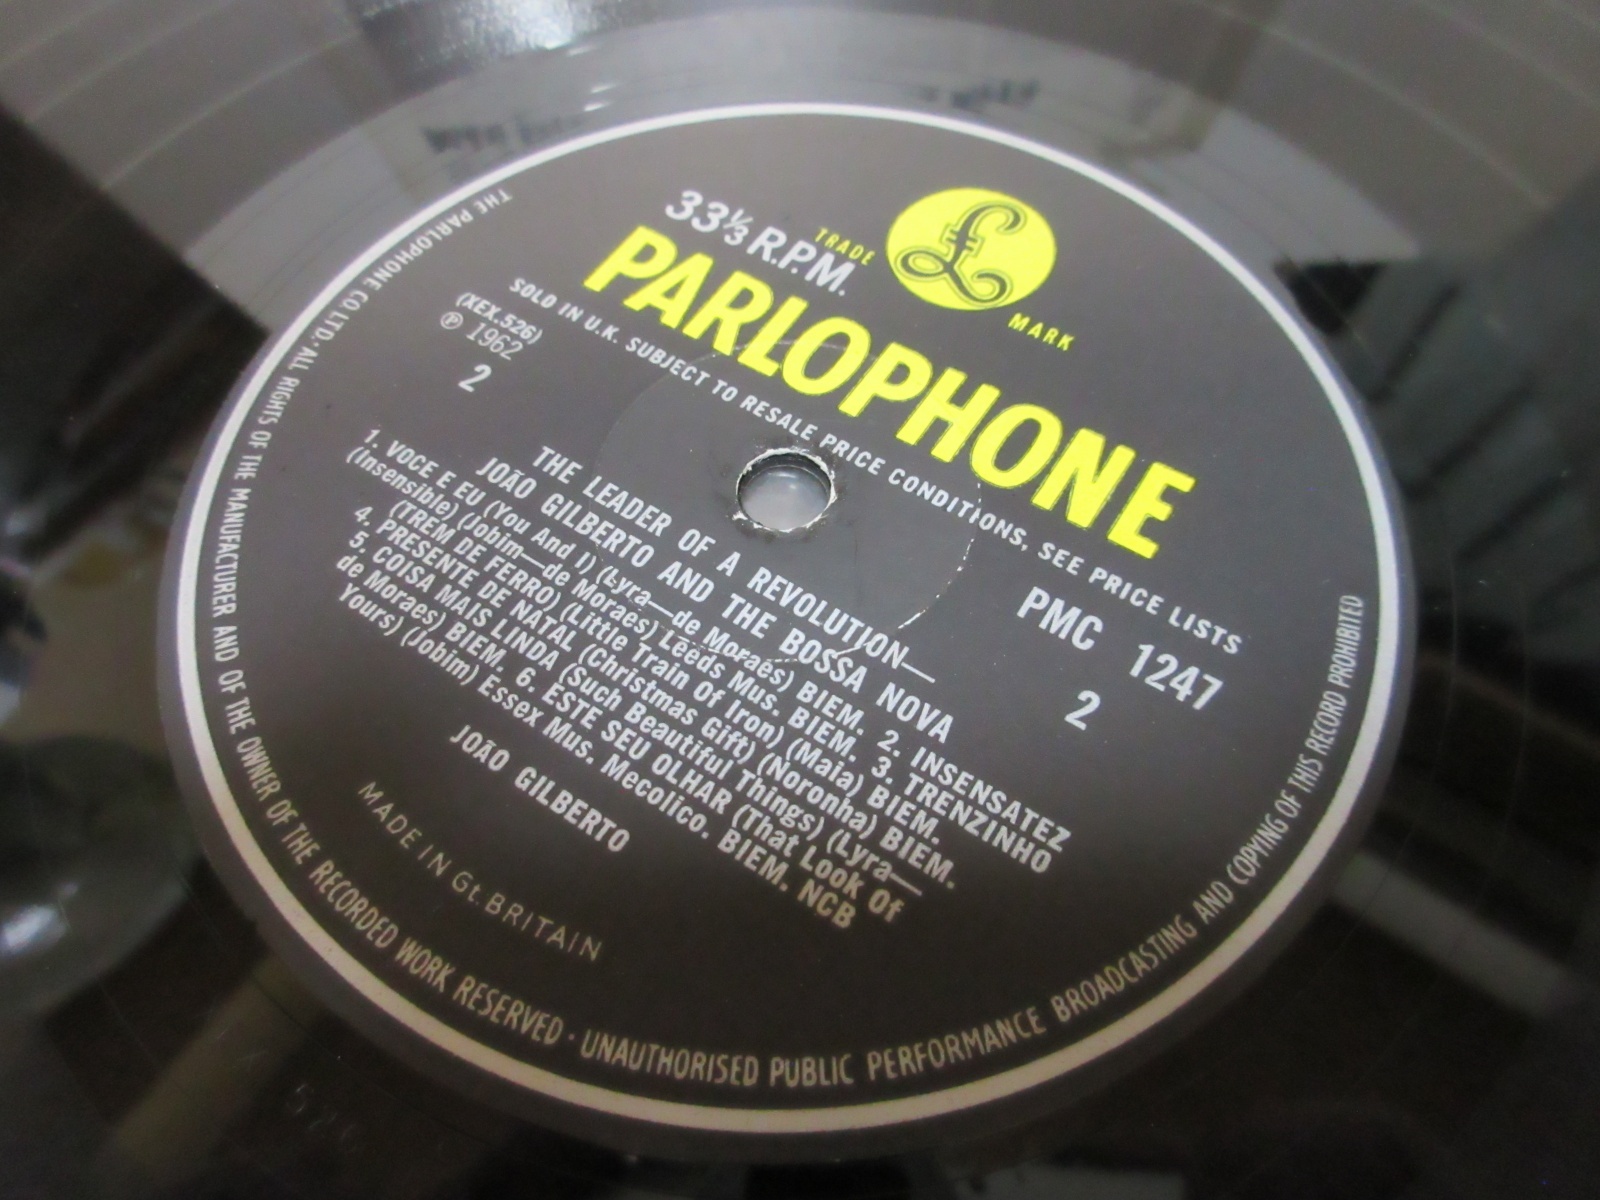 33⅓ R.P.M.
TRADE
£
MARK
PARLOPHONE
SOLD IN U.K. SUBJECT TO RESALE PRICE CONDITIONS, SEE PRICE LISTS
(XEX.526)
Ⓟ 1962
2
PMC 1247
2
THE LEADER OF A REVOLUTION—
JOÃO GILBERTO AND THE BOSSA NOVA
1. VOCE E EU (You And I) (Lyra—de Moraes) BIEM. 2. INSENSATEZ
(Insensible) (Jobim—de Moraes) Leeds Mus. BIEM. 3. TRENZINHO
(TREM DE FERRO) (Little Train Of Iron) (Maia) BIEM.
4. PRESENTE DE NATAL (Christmas Gift) (Noronha) BIEM.
5. COISA MAIS LINDA (Such Beautiful Things) (Lyra—
de Moraes) BIEM. 6. ESTE SEU OLHAR (That Look Of
Yours) (Jobim) Essex Mus. Mecolico. BIEM. NCB
JOÃO GILBERTO
MADE IN Gt. BRITAIN
THE PARLOPHONE CO. LTD. · ALL RIGHTS OF THE MANUFACTURER AND OF THE OWNER OF THE RECORDED WORK RESERVED · UNAUTHORISED PUBLIC PERFORMANCE BROADCASTING AND COPYING OF THIS RECORD PROHIBITED